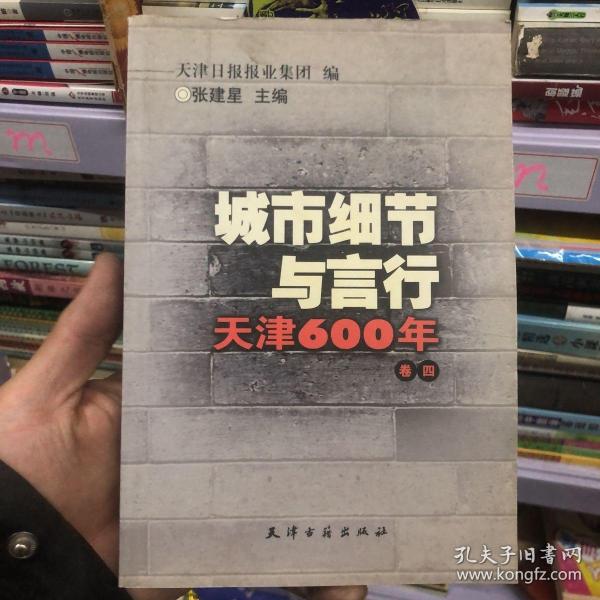 天津日报报业集团 编
◎张建星 主编
城市细节
与言行
天津600年
卷四
天津古籍出版社
FOREST
孔夫子旧书网
www.kongfz.com